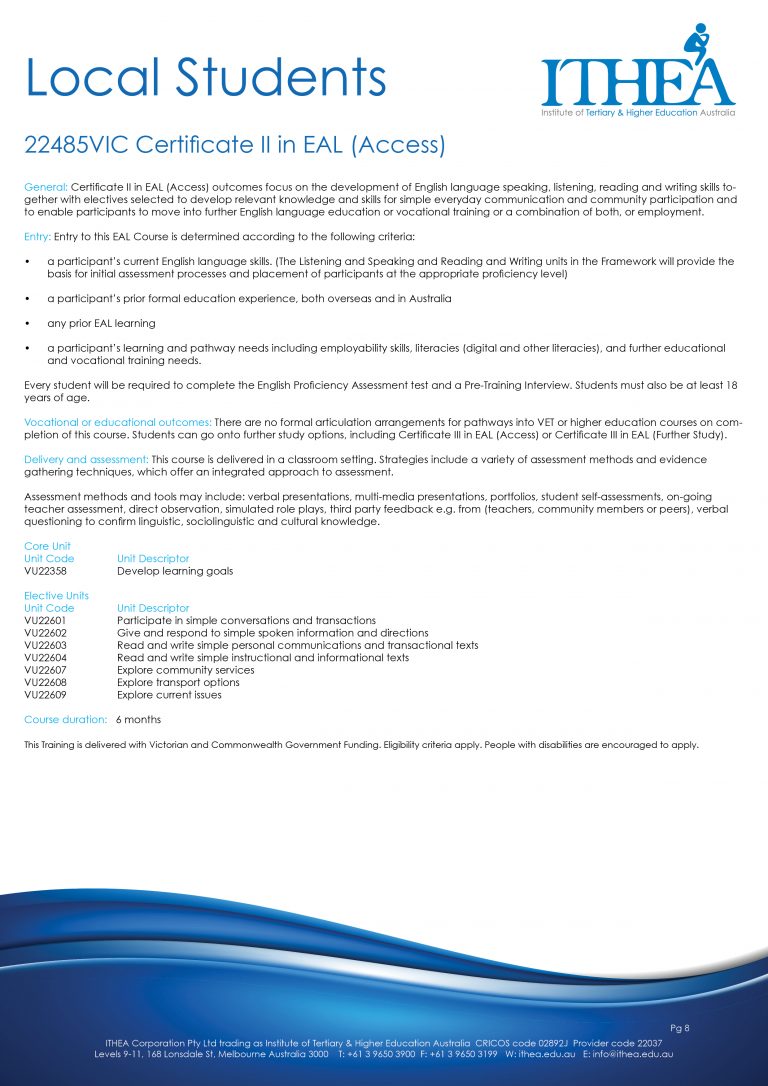 Local Students
ITHEA
Institute of Tertiary & Higher Education Australia
22485VIC Certificate II in EAL (Access)
General: Certificate II in EAL (Access) outcomes focus on the development of English language speaking, listening, reading and writing skills to-
gether with electives selected to develop relevant knowledge and skills for simple everyday communication and community participation and
to enable participants to move into further English language education or vocational training or a combination of both, or employment.
Entry: Entry to this EAL Course is determined according to the following criteria:
• a participant's current English language skills. (The Listening and Speaking and Reading and Writing units in the Framework will provide the
basis for initial assessment processes and placement of participants at the appropriate proficiency level)
• a participant's prior formal education experience, both overseas and in Australia
• any prior EAL learning
• a participant's learning and pathway needs including employability skills, literacies (digital and other literacies), and further educational
and vocational training needs.
Every student will be required to complete the English Proficiency Assessment test and a Pre-Training Interview. Students must also be at least 18
years of age.
Vocational or educational outcomes: There are no formal articulation arrangements for pathways into VET or higher education courses on com-
pletion of this course. Students can go onto further study options, including Certificate III in EAL (Access) or Certificate III in EAL (Further Study).
Delivery and assessment: This course is delivered in a classroom setting. Strategies include a variety of assessment methods and evidence
gathering techniques, which offer an integrated approach to assessment.
Assessment methods and tools may include: verbal presentations, multi-media presentations, portfolios, student self-assessments, on-going
teacher assessment, direct observation, simulated role plays, third party feedback e.g. from (teachers, community members or peers), verbal
questioning to confirm linguistic, sociolinguistic and cultural knowledge.
Core Unit
Unit Code Unit Descriptor
VU22358 Develop learning goals
Elective Units
Unit Code Unit Descriptor
VU22601 Participate in simple conversations and transactions
VU22602 Give and respond to simple spoken information and directions
VU22603 Read and write simple personal communications and transactional texts
VU22604 Read and write simple instructional and informational texts
VU22607 Explore community services
VU22608 Explore transport options
VU22609 Explore current issues
Course duration: 6 months
This Training is delivered with Victorian and Commonwealth Government Funding. Eligibility criteria apply. People with disabilities are encouraged to apply.
Pg 8
ITHEA Corporation Pty Ltd trading as Institute of Tertiary & Higher Education Australia CRICOS code 02892J Provider code 22037
Levels 9-11, 168 Lonsdale St, Melbourne Australia 3000 T: +61 3 9650 3900 F: +61 3 9650 3199 W: ithea.edu.au E: info@ithea.edu.au